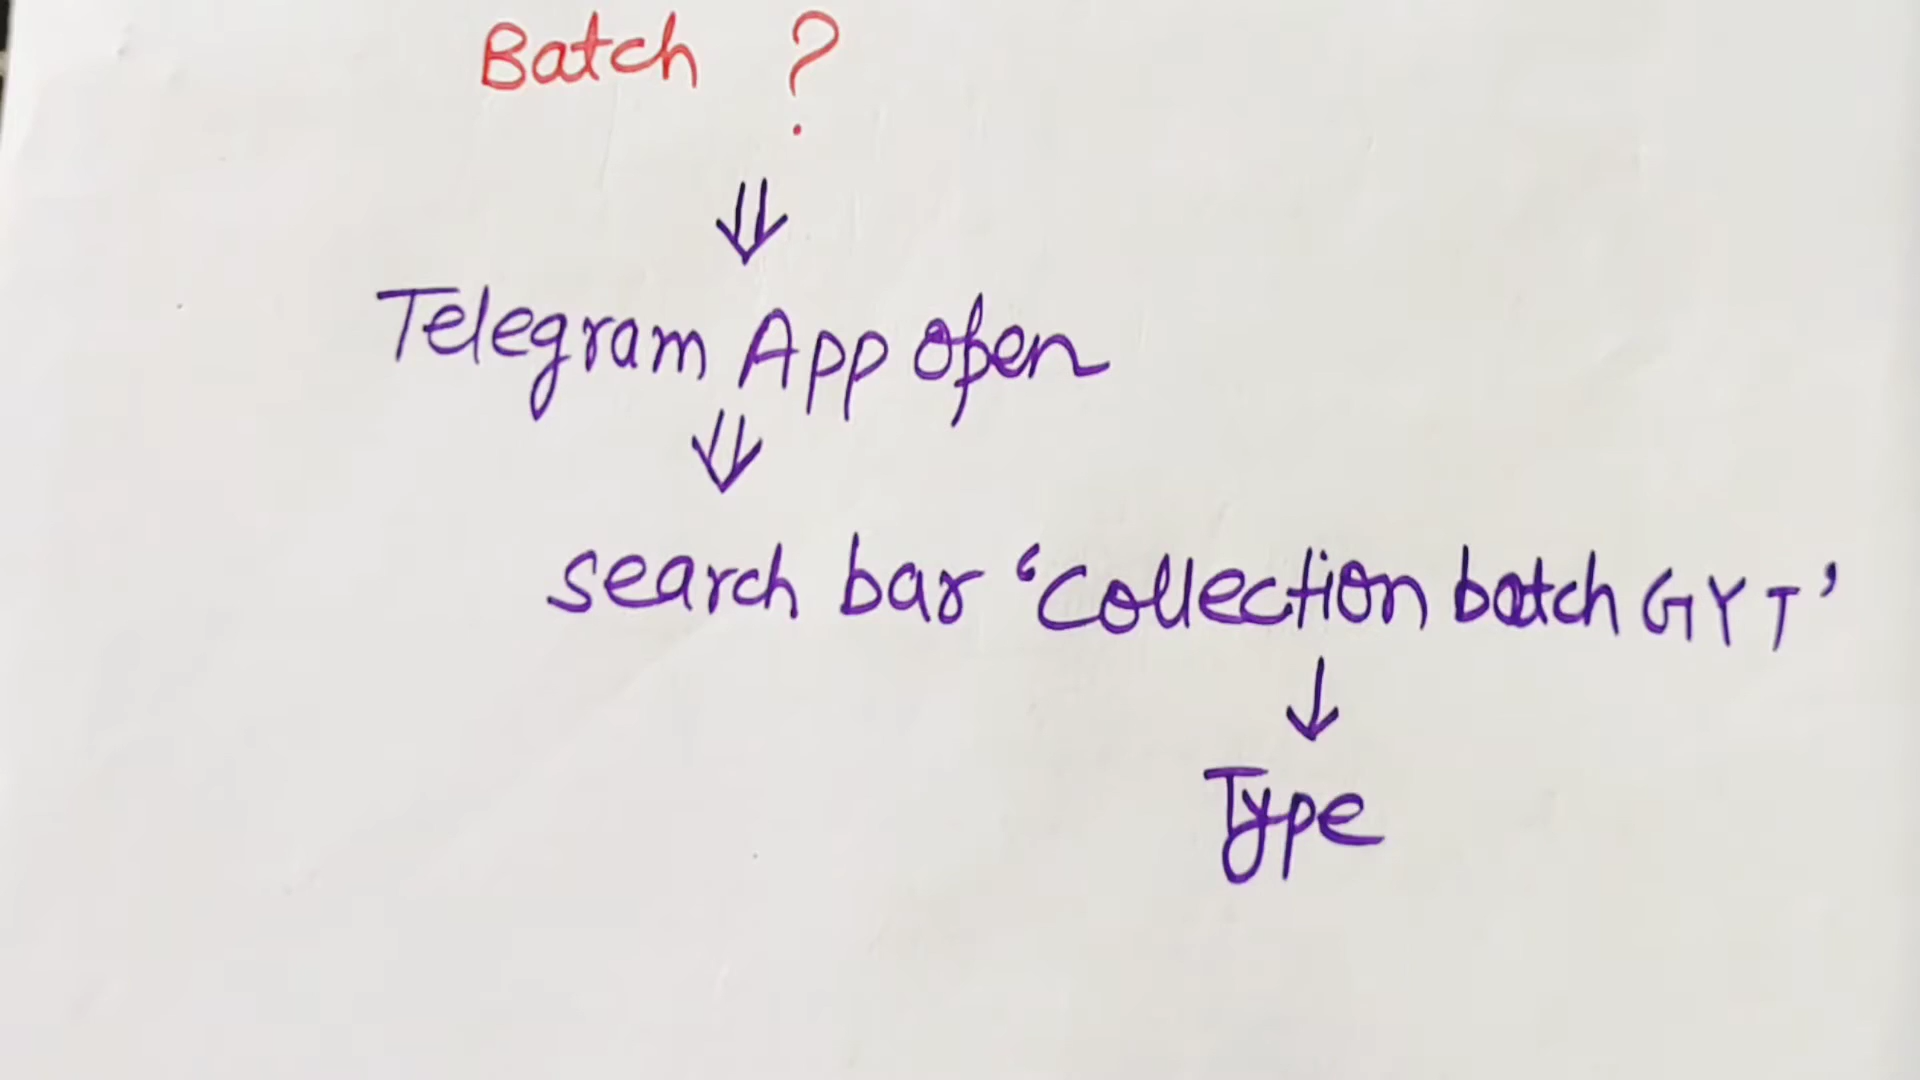 Batch ?
⇓
Telegram App open
⇓
search bar ‘Collection batch GYT’
↓
Type